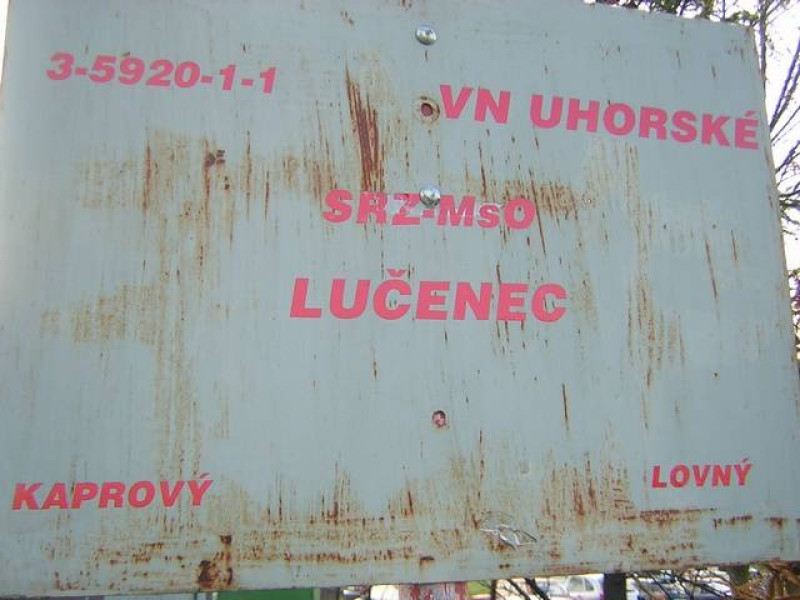 3-5920-1-1
VN UHORSKÉ
SRZ-MsO
LUČENEC
KAPROVÝ
LOVNÝ